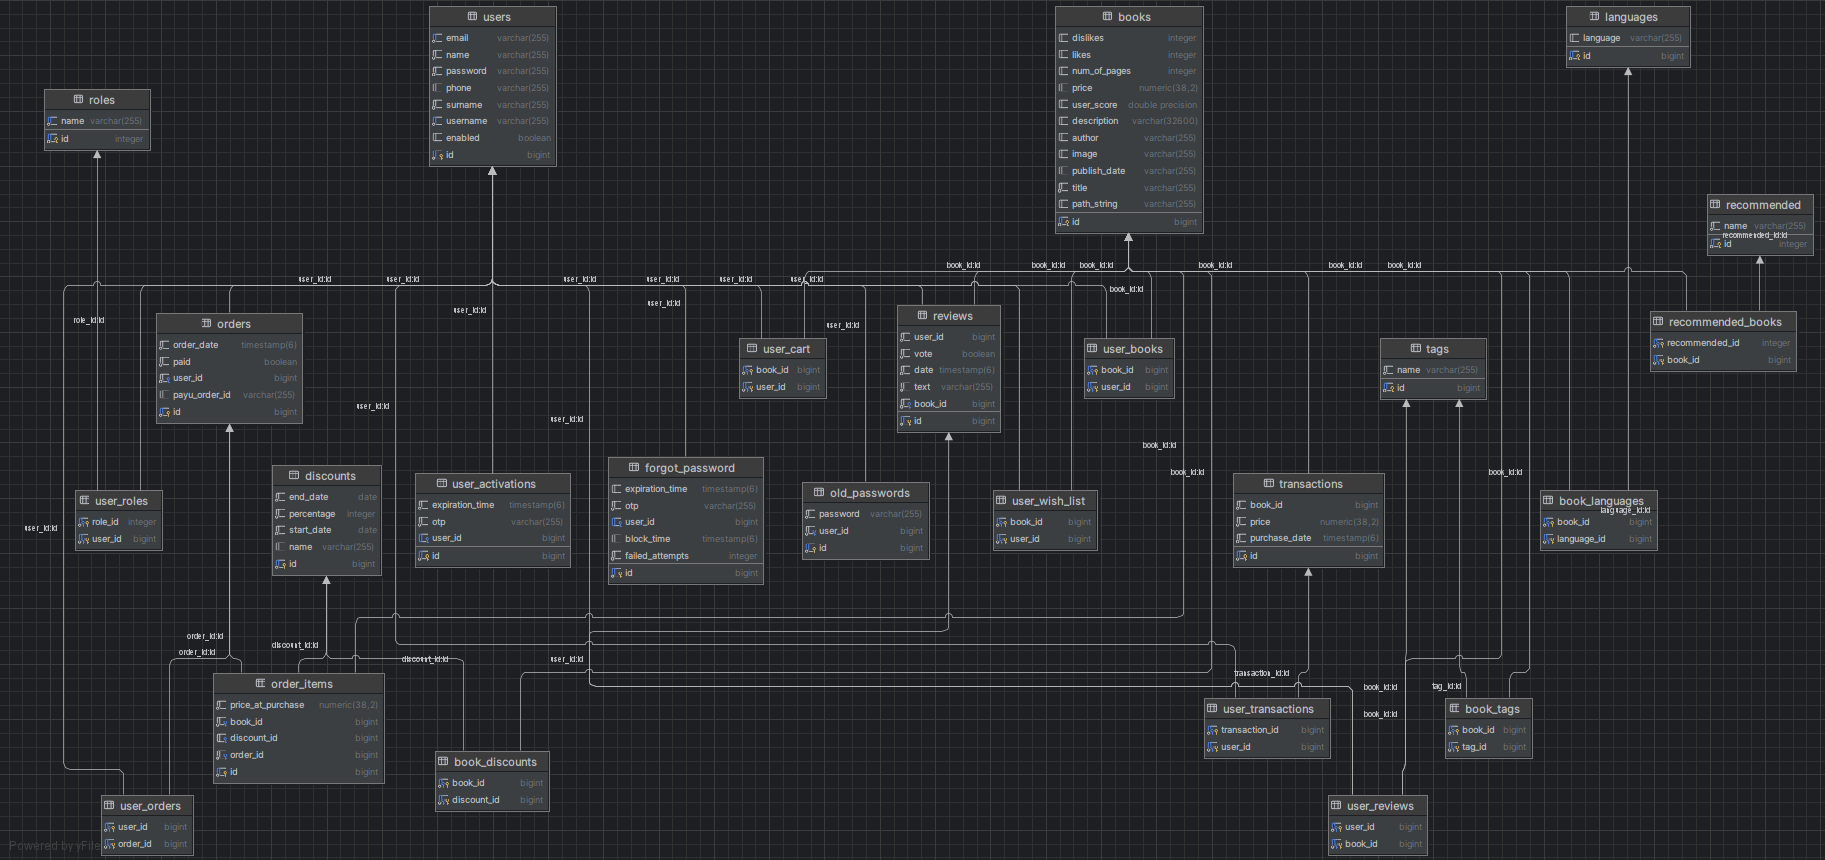 users
email varchar(255)
name varchar(255)
password varchar(255)
phone varchar(255)
surname varchar(255)
username varchar(255)
enabled boolean
id bigint
books
dislikes integer
likes integer
num_of_pages integer
price numeric(38,2)
user_score double precision
description varchar(32600)
author varchar(255)
image varchar(255)
publish_date varchar(255)
title varchar(255)
path_string varchar(255)
id bigint
languages
language varchar(255)
id bigint
roles
name varchar(255)
id integer
recommended
name varchar(255)
recommended_id:id
id integer
book_id:id
book_id:id
book_id:id
book_id:id
book_id:id
book_id:id
user_id:id
user_id:id
user_id:id
user_id:id
user_id:id
user_id:id
book_id:id
user_id:id
user_id:id
role_id:id
user_id:id
orders
order_date timestamp(6)
paid boolean
user_id bigint
payu_order_id varchar(255)
id bigint
user_cart
book_id bigint
user_id bigint
reviews
user_id bigint
vote boolean
date timestamp(6)
text varchar(255)
book_id bigint
id bigint
user_books
book_id bigint
user_id bigint
tags
name varchar(255)
id bigint
recommended_books
recommended_id integer
book_id bigint
user_id:id
user_id:id
book_id:id
book_id:id
book_id:id
user_roles
role_id integer
user_id bigint
user_id:id
discounts
end_date date
percentage integer
start_date date
name varchar(255)
id bigint
user_activations
expiration_time timestamp(6)
otp varchar(255)
user_id bigint
id bigint
forgot_password
expiration_time timestamp(6)
otp varchar(255)
user_id bigint
block_time timestamp(6)
failed_attempts integer
id bigint
old_passwords
password varchar(255)
user_id bigint
id bigint
user_wish_list
book_id bigint
user_id bigint
transactions
book_id bigint
price numeric(38,2)
purchase_date timestamp(6)
id bigint
book_languages
language_id:id
book_id bigint
language_id bigint
order_id:id
order_id:id
discount_id:id
discount_id:id
user_id:id
transaction_id:id
book_id:id
tag_id:id
book_id:id
order_items
price_at_purchase numeric(38,2)
book_id bigint
discount_id bigint
order_id bigint
id bigint
user_transactions
transaction_id bigint
user_id bigint
book_tags
book_id bigint
tag_id bigint
book_discounts
book_id bigint
discount_id bigint
user_orders
user_id bigint
order_id bigint
user_reviews
user_id bigint
book_id bigint
Powered by yFile